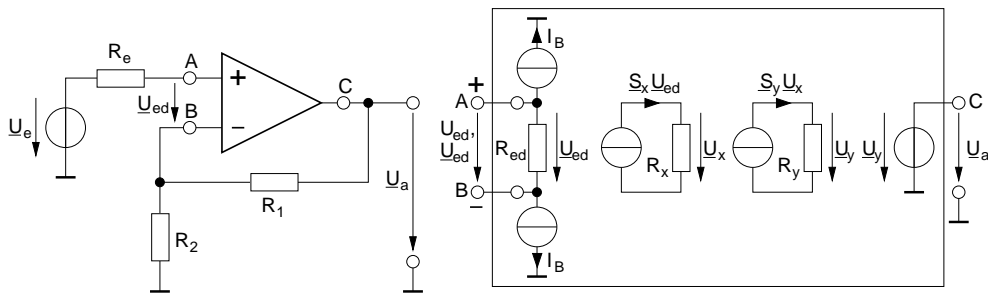 R_e
A
+
B
−
C
U_e
U_ed
U_a
R_1
R_2
I_B
+
A
U_ed,
U_ed
B
−
R_ed
U_ed
I_B
S_x U_ed
R_x
U_x
S_y U_x
R_y
U_y
U_y
C
U_a